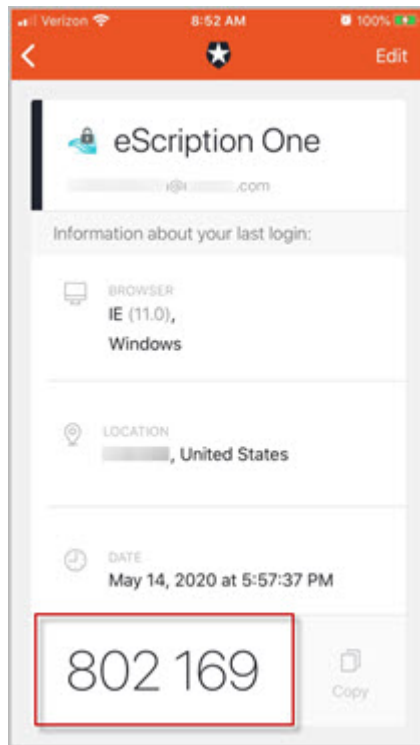 Verizon 8:52 AM 100%
Edit
eScription One
.com
Information about your last login:
BROWSER
IE (11.0),
Windows
LOCATION
, United States
DATE
May 14, 2020 at 5:57:37 PM
802 169
Copy